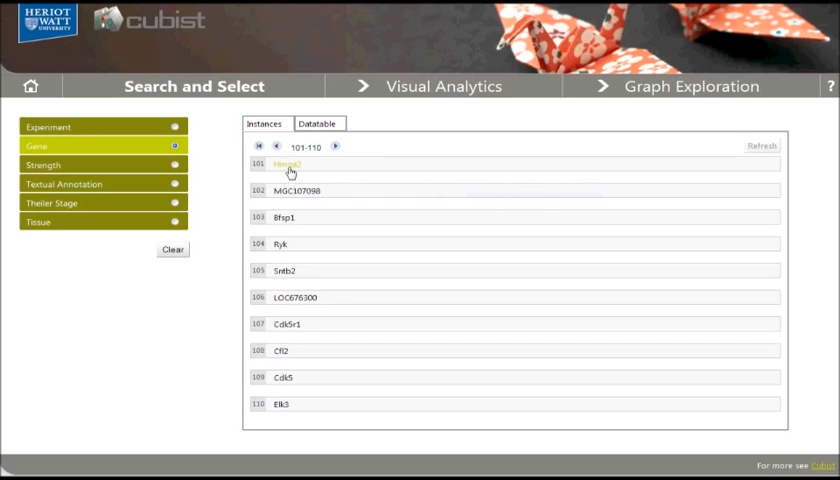 HERIOT
WATT
UNIVERSITY
cubist
Search and Select
Visual Analytics
Graph Exploration
?
Experiment
Gene
Strength
Textual Annotation
Theiler Stage
Tissue
Clear
Instances
Datatable
101-110
Refresh
101 Hmga2
102 MGC107098
103 Bfsp1
104 Ryk
105 Sntb2
106 LOC676300
107 Cdk5r1
108 Cfl2
109 Cdk5
110 Elk3
For more see Cubist